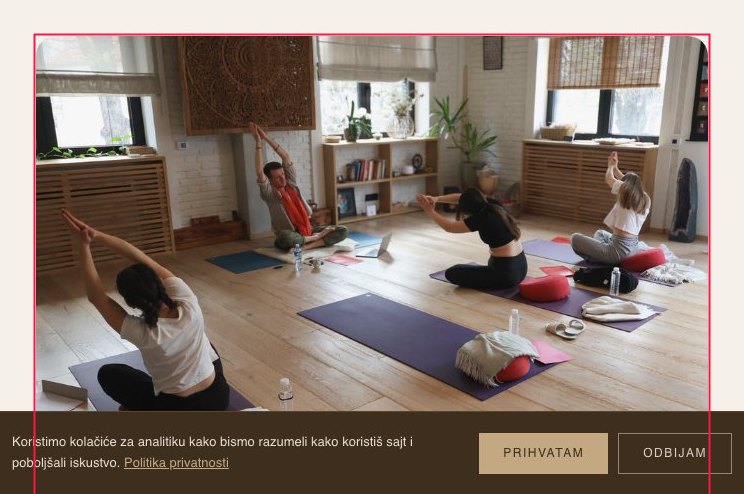 Koristimo kolačiće za analitiku kako bismo razumeli kako koristiš sajt i
poboljšali iskustvo. Politika privatnosti
PRIHVATAM
ODBIJAM